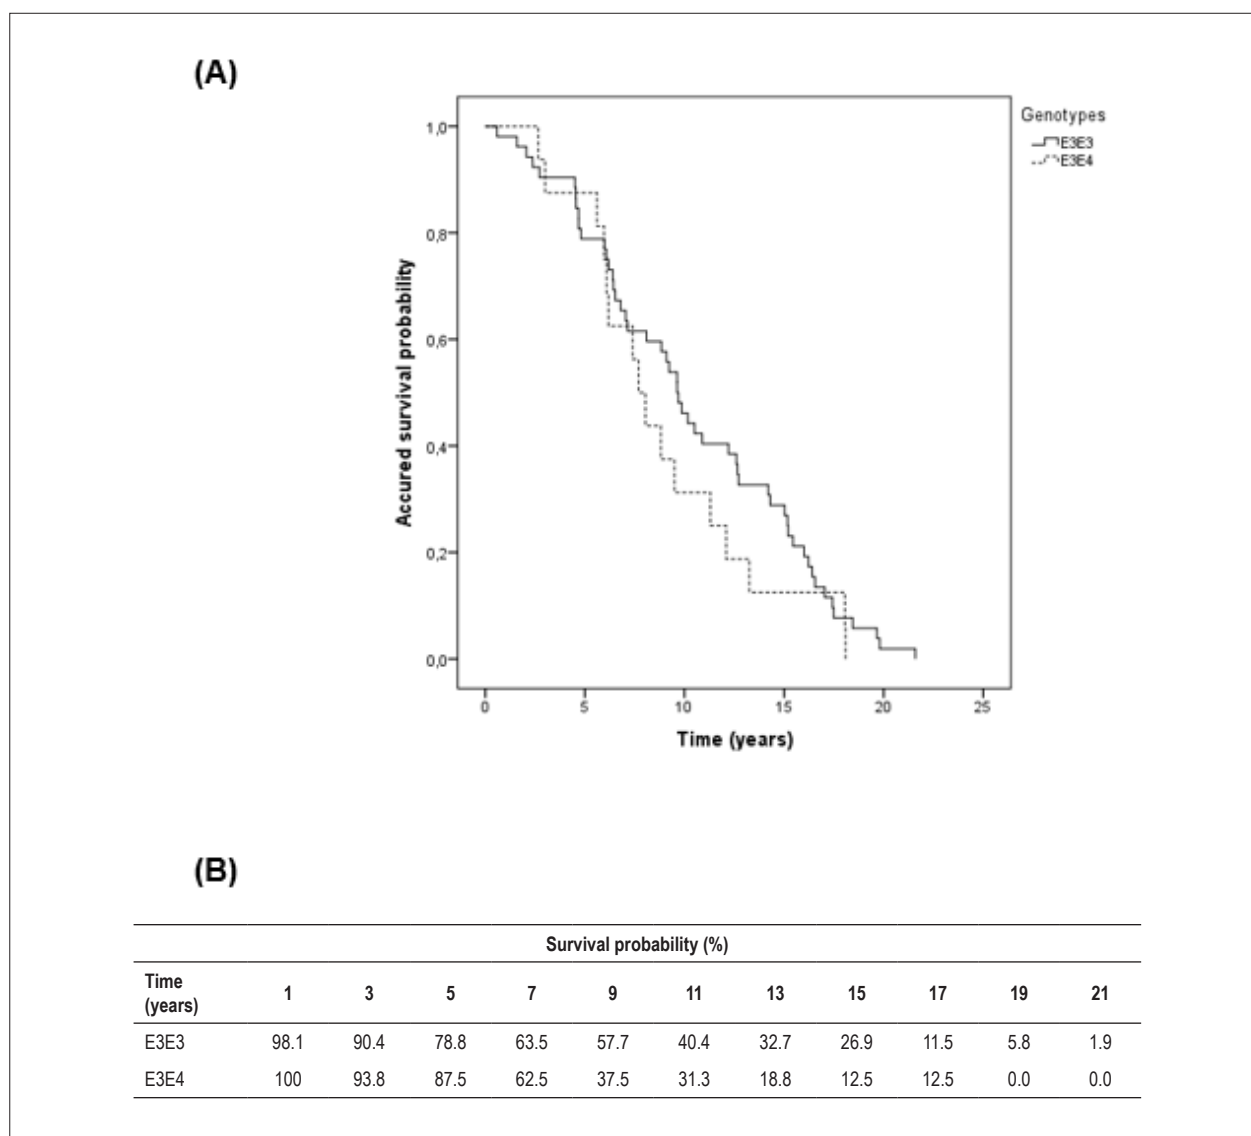 (A)
Genotypes
E3E3
E3E4
1,0
0,8
0,6
0,4
0,2
0,0
Accured survival probability
0 5 10 15 20 25
Time (years)
(B)
Survival probability (%)
Time (years) 1 3 5 7 9 11 13 15 17 19 21
E3E3 98.1 90.4 78.8 63.5 57.7 40.4 32.7 26.9 11.5 5.8 1.9
E3E4 100 93.8 87.5 62.5 37.5 31.3 18.8 12.5 12.5 0.0 0.0